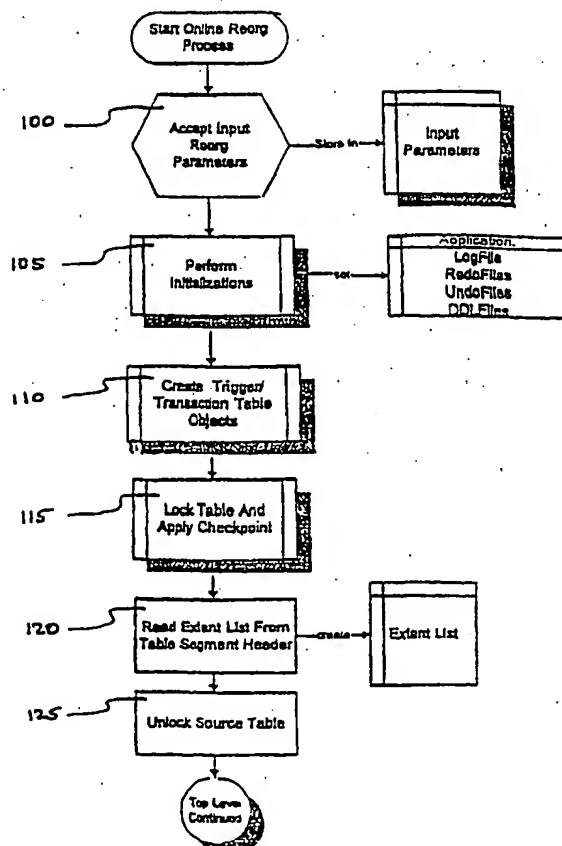 Start Online Reorg
Process
100
Accept Input
Reorg
Parameters
Store in
Input
Parameters
105
Perform
Initializations
set
Application
LogFile
RedoFiles
UndoFiles
DDLFiles
110
Create Trigger/
Transaction Table
Objects
115
Lock Table And
Apply Checkpoint
120
Read Extent List From
Table Segment Header
create
Extent List
125
Unlock Source Table
Top Level
Continued